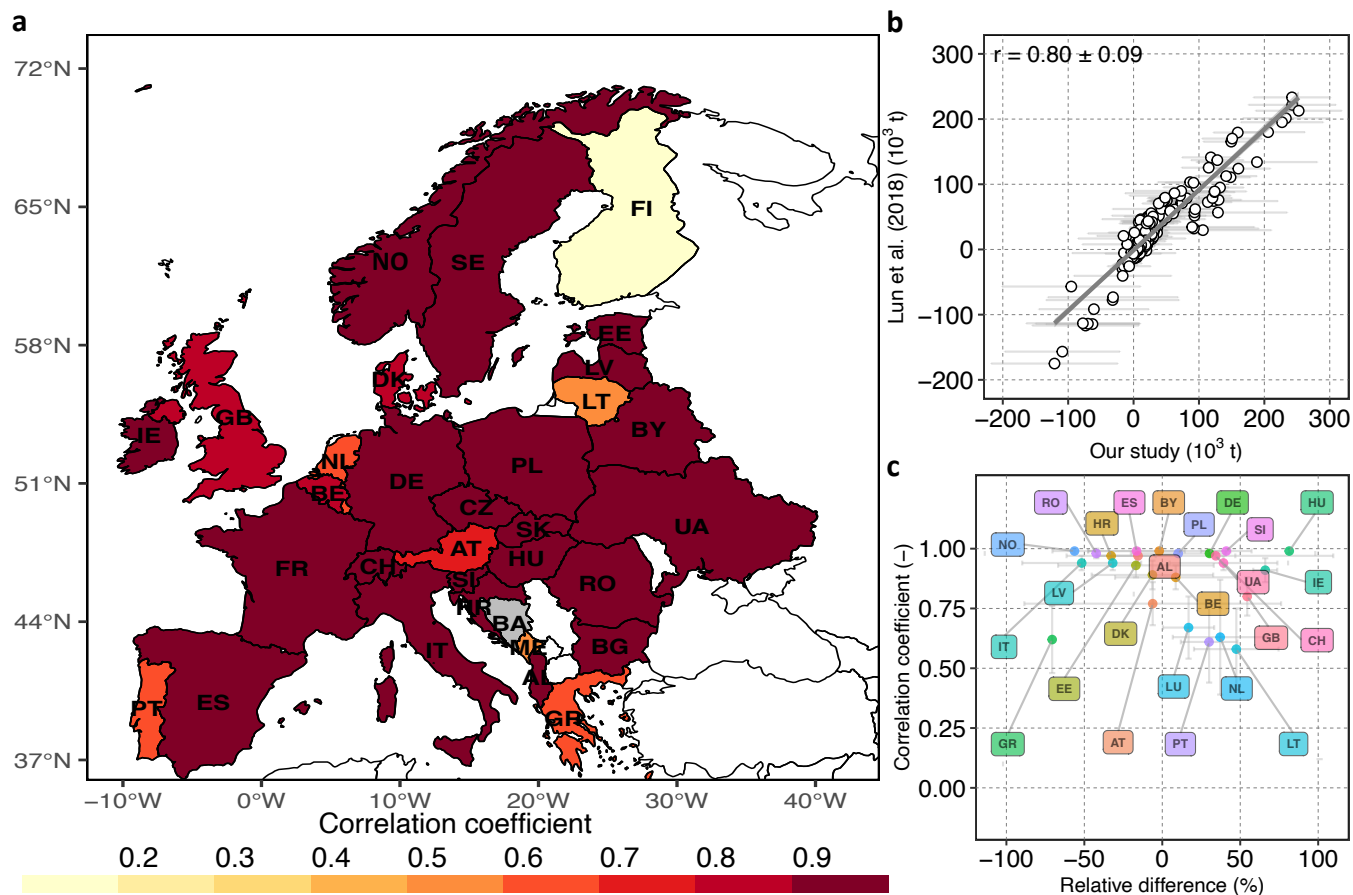 a
72°N
65°N
58°N
51°N
44°N
37°N
FI
NO
SE
EE
LV
DK
LT
GB
IE
BY
NL
PL
BE
DE
CZ
UA
SK
AT
HU
FR
CH
SI
RO
HR
BA
ME
BG
IT
AL
ES
PT
GR
−10°W
0°W
10°W
20°W
30°W
40°W
Correlation coefficient
0.2 0.3 0.4 0.5 0.6 0.7 0.8 0.9
b
r = 0.80 ± 0.09
300
200
100
0
−100
−200
Lun et al. (2018) (10³ t)
−200 −100 0 100 200 300
Our study (10³ t)
c
RO ES BY DE HU
HR PL SI
NO
AL
LV UA IE
BE
DK GB CH
IT
EE LU NL
GR AT PT LT
1.00
0.75
0.50
0.25
0.00
Correlation coefficient (−)
−100 −50 0 50 100
Relative difference (%)